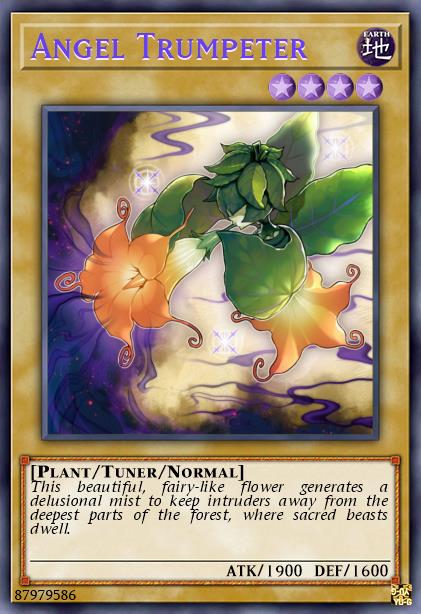 Angel Trumpeter
EARTH
地
[Plant/Tuner/Normal]
This beautiful, fairy-like flower generates a
delusional mist to keep intruders away from the
deepest parts of the forest, where sacred beasts
dwell.
ATK/1900 DEF/1600
87979586